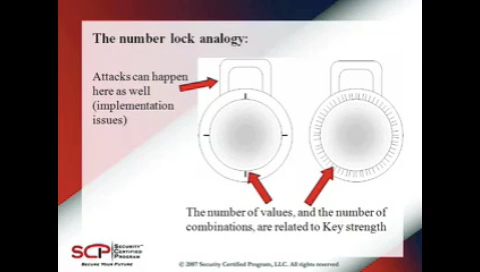 The number lock analogy:
Attacks can happen
here as well
(implementation
issues)
The number of values, and the number of
combinations, are related to Key strength
SCP SECURITY
CERTIFIED
PROGRAM
SECURE YOUR FUTURE
© 2007 Security Certified Program, LLC. All rights reserved